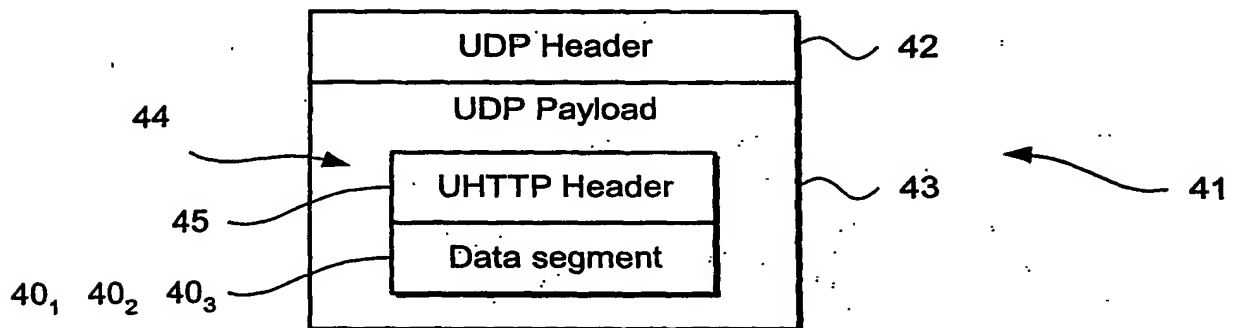 UDP Header 42
UDP Payload
44
UHTTP Header 43 41
45
Data segment
40₁ 40₂ 40₃